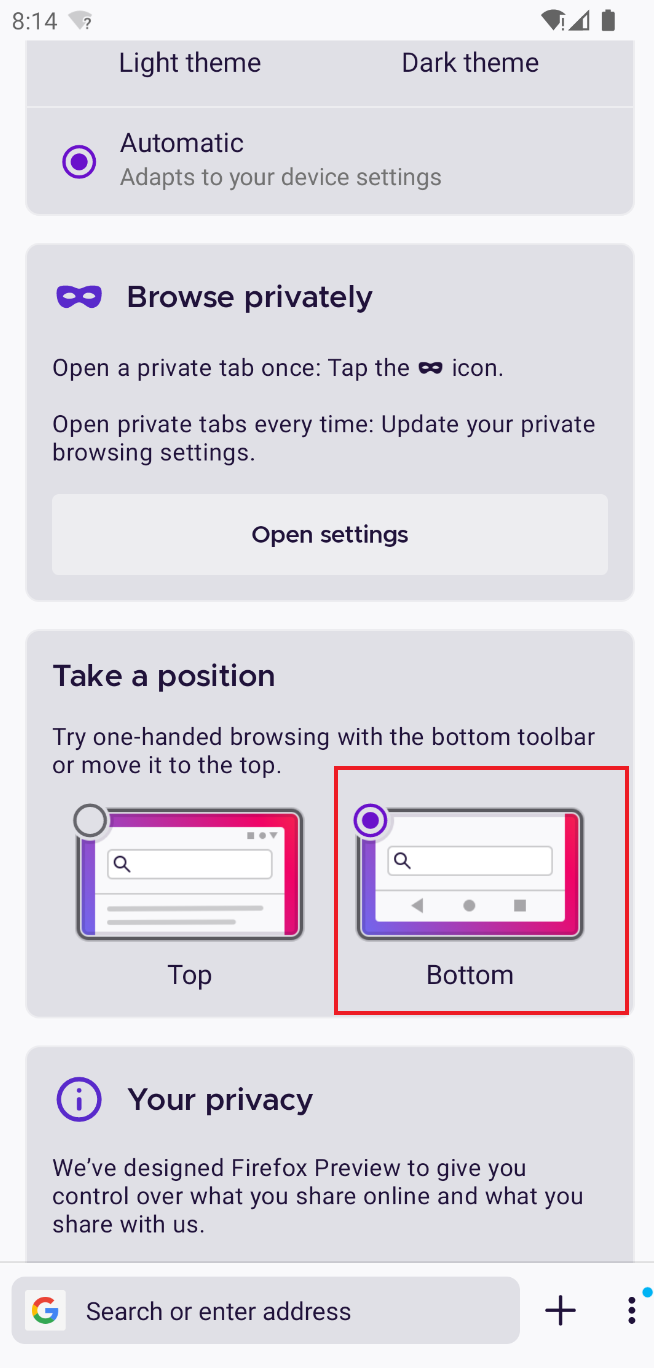 8:14
Light theme Dark theme
Automatic
Adapts to your device settings
Browse privately
Open a private tab once: Tap the icon.
Open private tabs every time: Update your private
browsing settings.
Open settings
Take a position
Try one-handed browsing with the bottom toolbar
or move it to the top.
Top Bottom
Your privacy
We’ve designed Firefox Preview to give you
control over what you share online and what you
share with us.
G Search or enter address